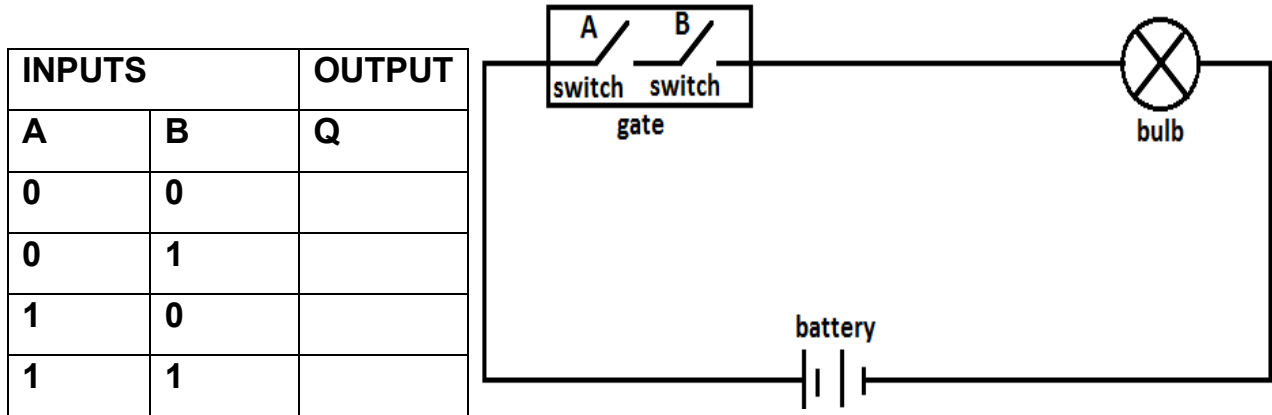 INPUTS OUTPUT
A B Q
0 0
0 1
1 0
1 1
A B
switch switch
gate
bulb
battery